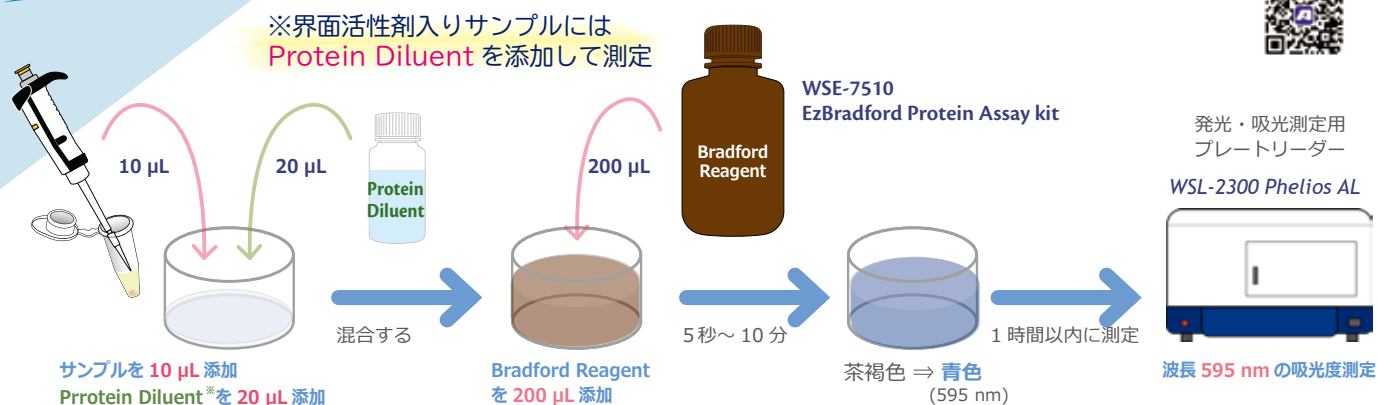 ※界面活性剤入りサンプルには
Protein Diluent を添加して測定
WSE-7510
EzBradford Protein Assay kit
発光・吸光測定用
プレートリーダー
WSL-2300 Phelios AL
10 µL
20 µL
Protein
Diluent
200 µL
Bradford
Reagent
混合する
5秒～ 10 分
1 時間以内に測定
サンプルを 10 µL 添加
Prrotein Diluent※を 20 µL 添加
Bradford Reagent
を 200 µL 添加
茶褐色 ⇒ 青色
(595 nm)
波長 595 nm の吸光度測定